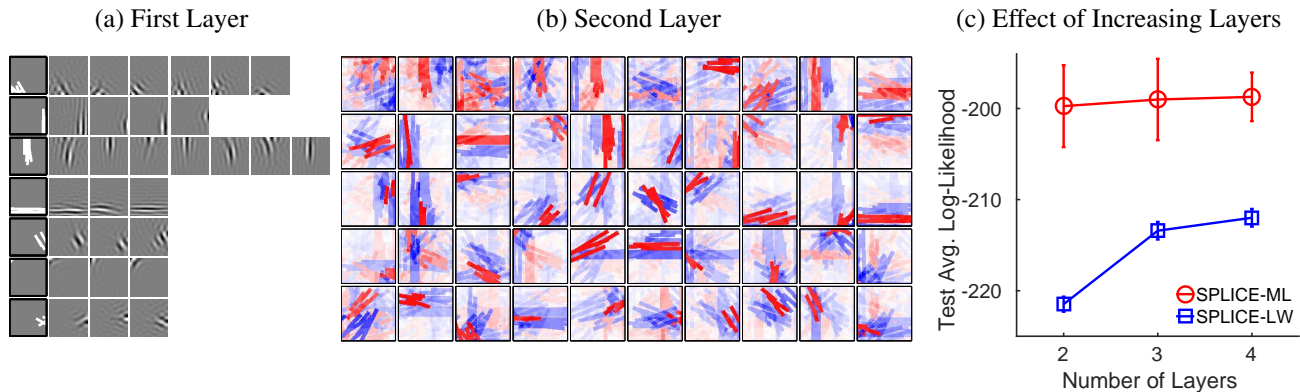 (a) First Layer
(b) Second Layer
(c) Effect of Increasing Layers
Test Avg. Log-Likelihood
-200
-210
-220
SPLICE-ML
SPLICE-LW
2 3 4
Number of Layers